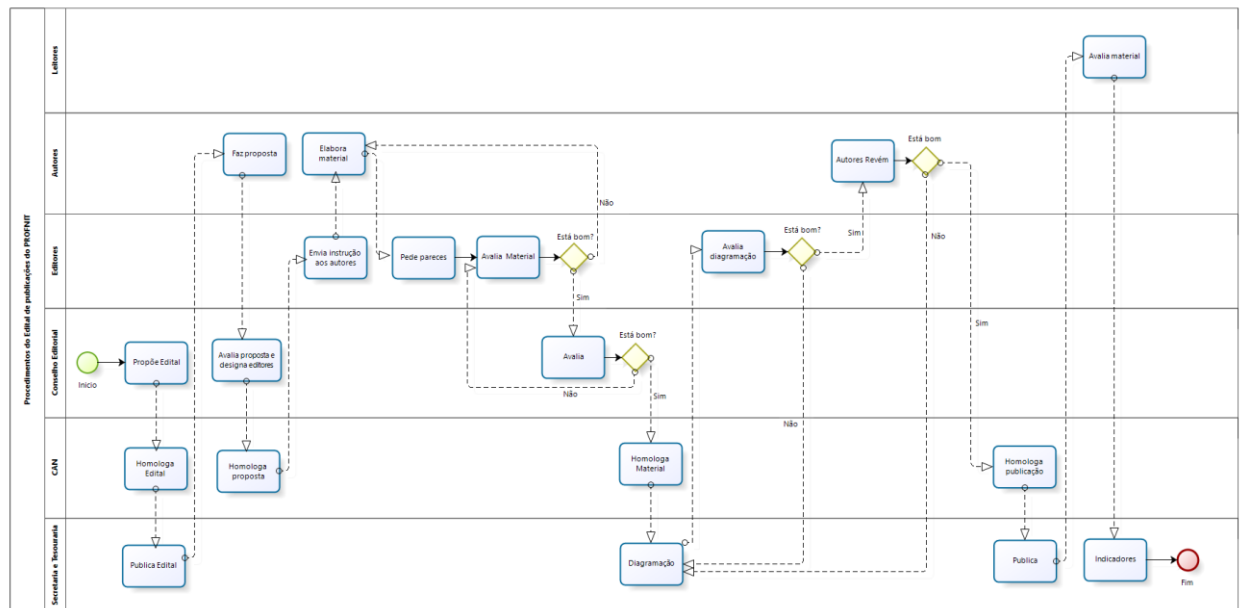 Procedimentos do Edital de publicações do PROFNIT
Leitores
Avalia material
Autores
Faz proposta
Elabora
material
Autores Revém
Está bom
Não
Não
Editores
Envia instrução
aos autores
Pede pareces
Avalia Material
Está bom?
Sim
Avalia
diagramação
Está bom?
Sim
Conselho Editorial
Inicio
Propõe Edital
Avalia proposta e
designa editores
Avalia
Está bom?
Não
Sim
Sim
CAN
Homologa
Edital
Homologa
proposta
Homologa
Material
Não
Homologa
publicação
Secretaria e Tesouraria
Publica Edital
Diagramação
Publica
Indicadores
Fim